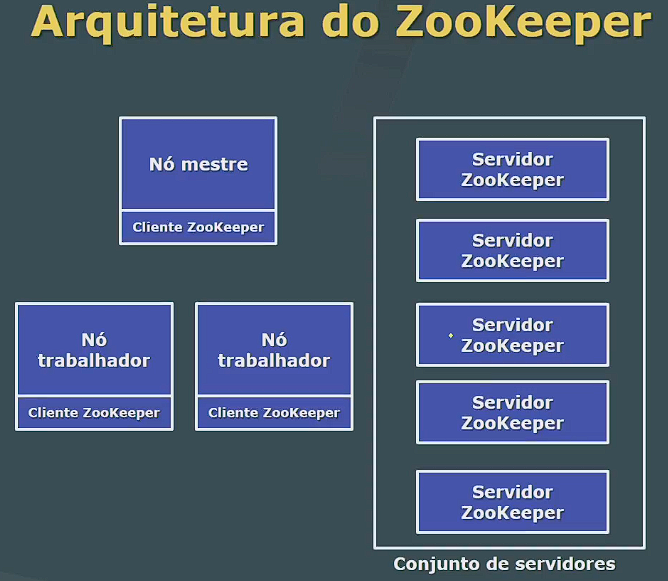 Arquitetura do ZooKeeper
Nó mestre
Cliente ZooKeeper
Nó
trabalhador
Cliente ZooKeeper
Nó
trabalhador
Cliente ZooKeeper
Servidor
ZooKeeper
Servidor
ZooKeeper
Servidor
ZooKeeper
Servidor
ZooKeeper
Servidor
ZooKeeper
Conjunto de servidores